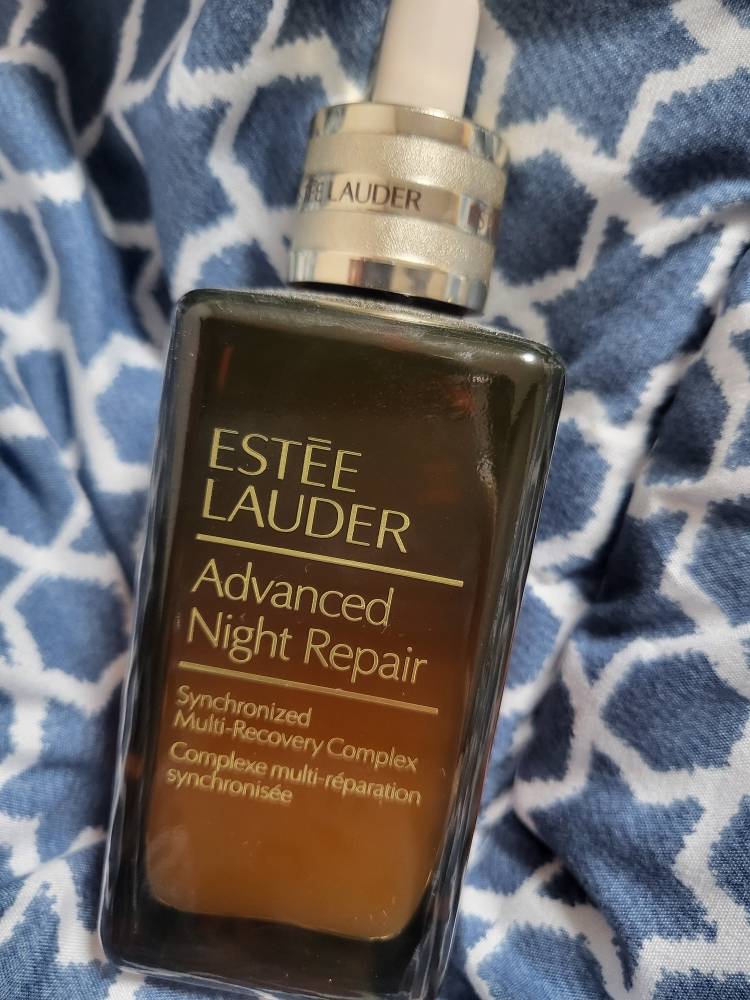 ESTĒE LAUDER
ESTĒE
LAUDER
Advanced
Night Repair
Synchronized
Multi-Recovery Complex
Complexe multi-réparation
synchronisée